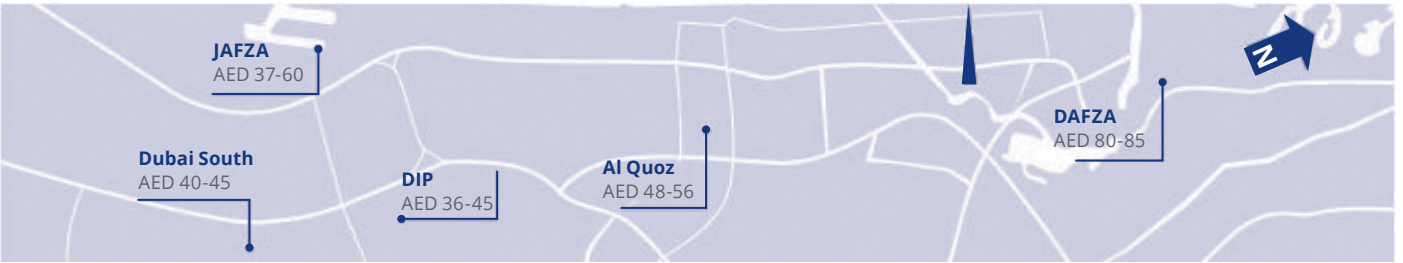 JAFZA
AED 37-60
N
DAFZA
AED 80-85
Dubai South
AED 40-45
DIP
AED 36-45
Al Quoz
AED 48-56